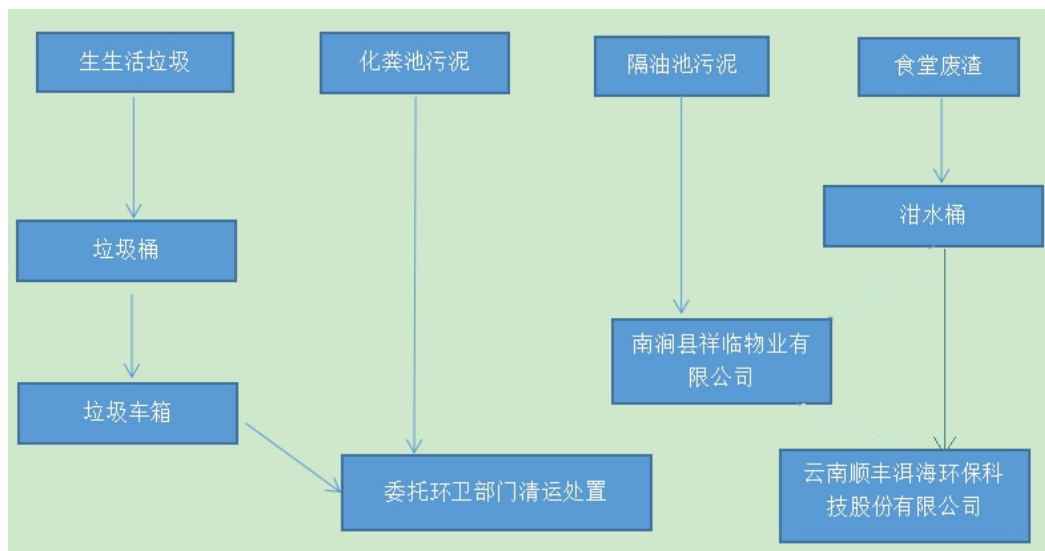 生生活垃圾
化粪池污泥
隔油池污泥
食堂废渣
垃圾桶
泔水桶
南涧县祥临物业有
限公司
垃圾车箱
委托环卫部门清运处置
云南顺丰洱海环保科
技股份有限公司